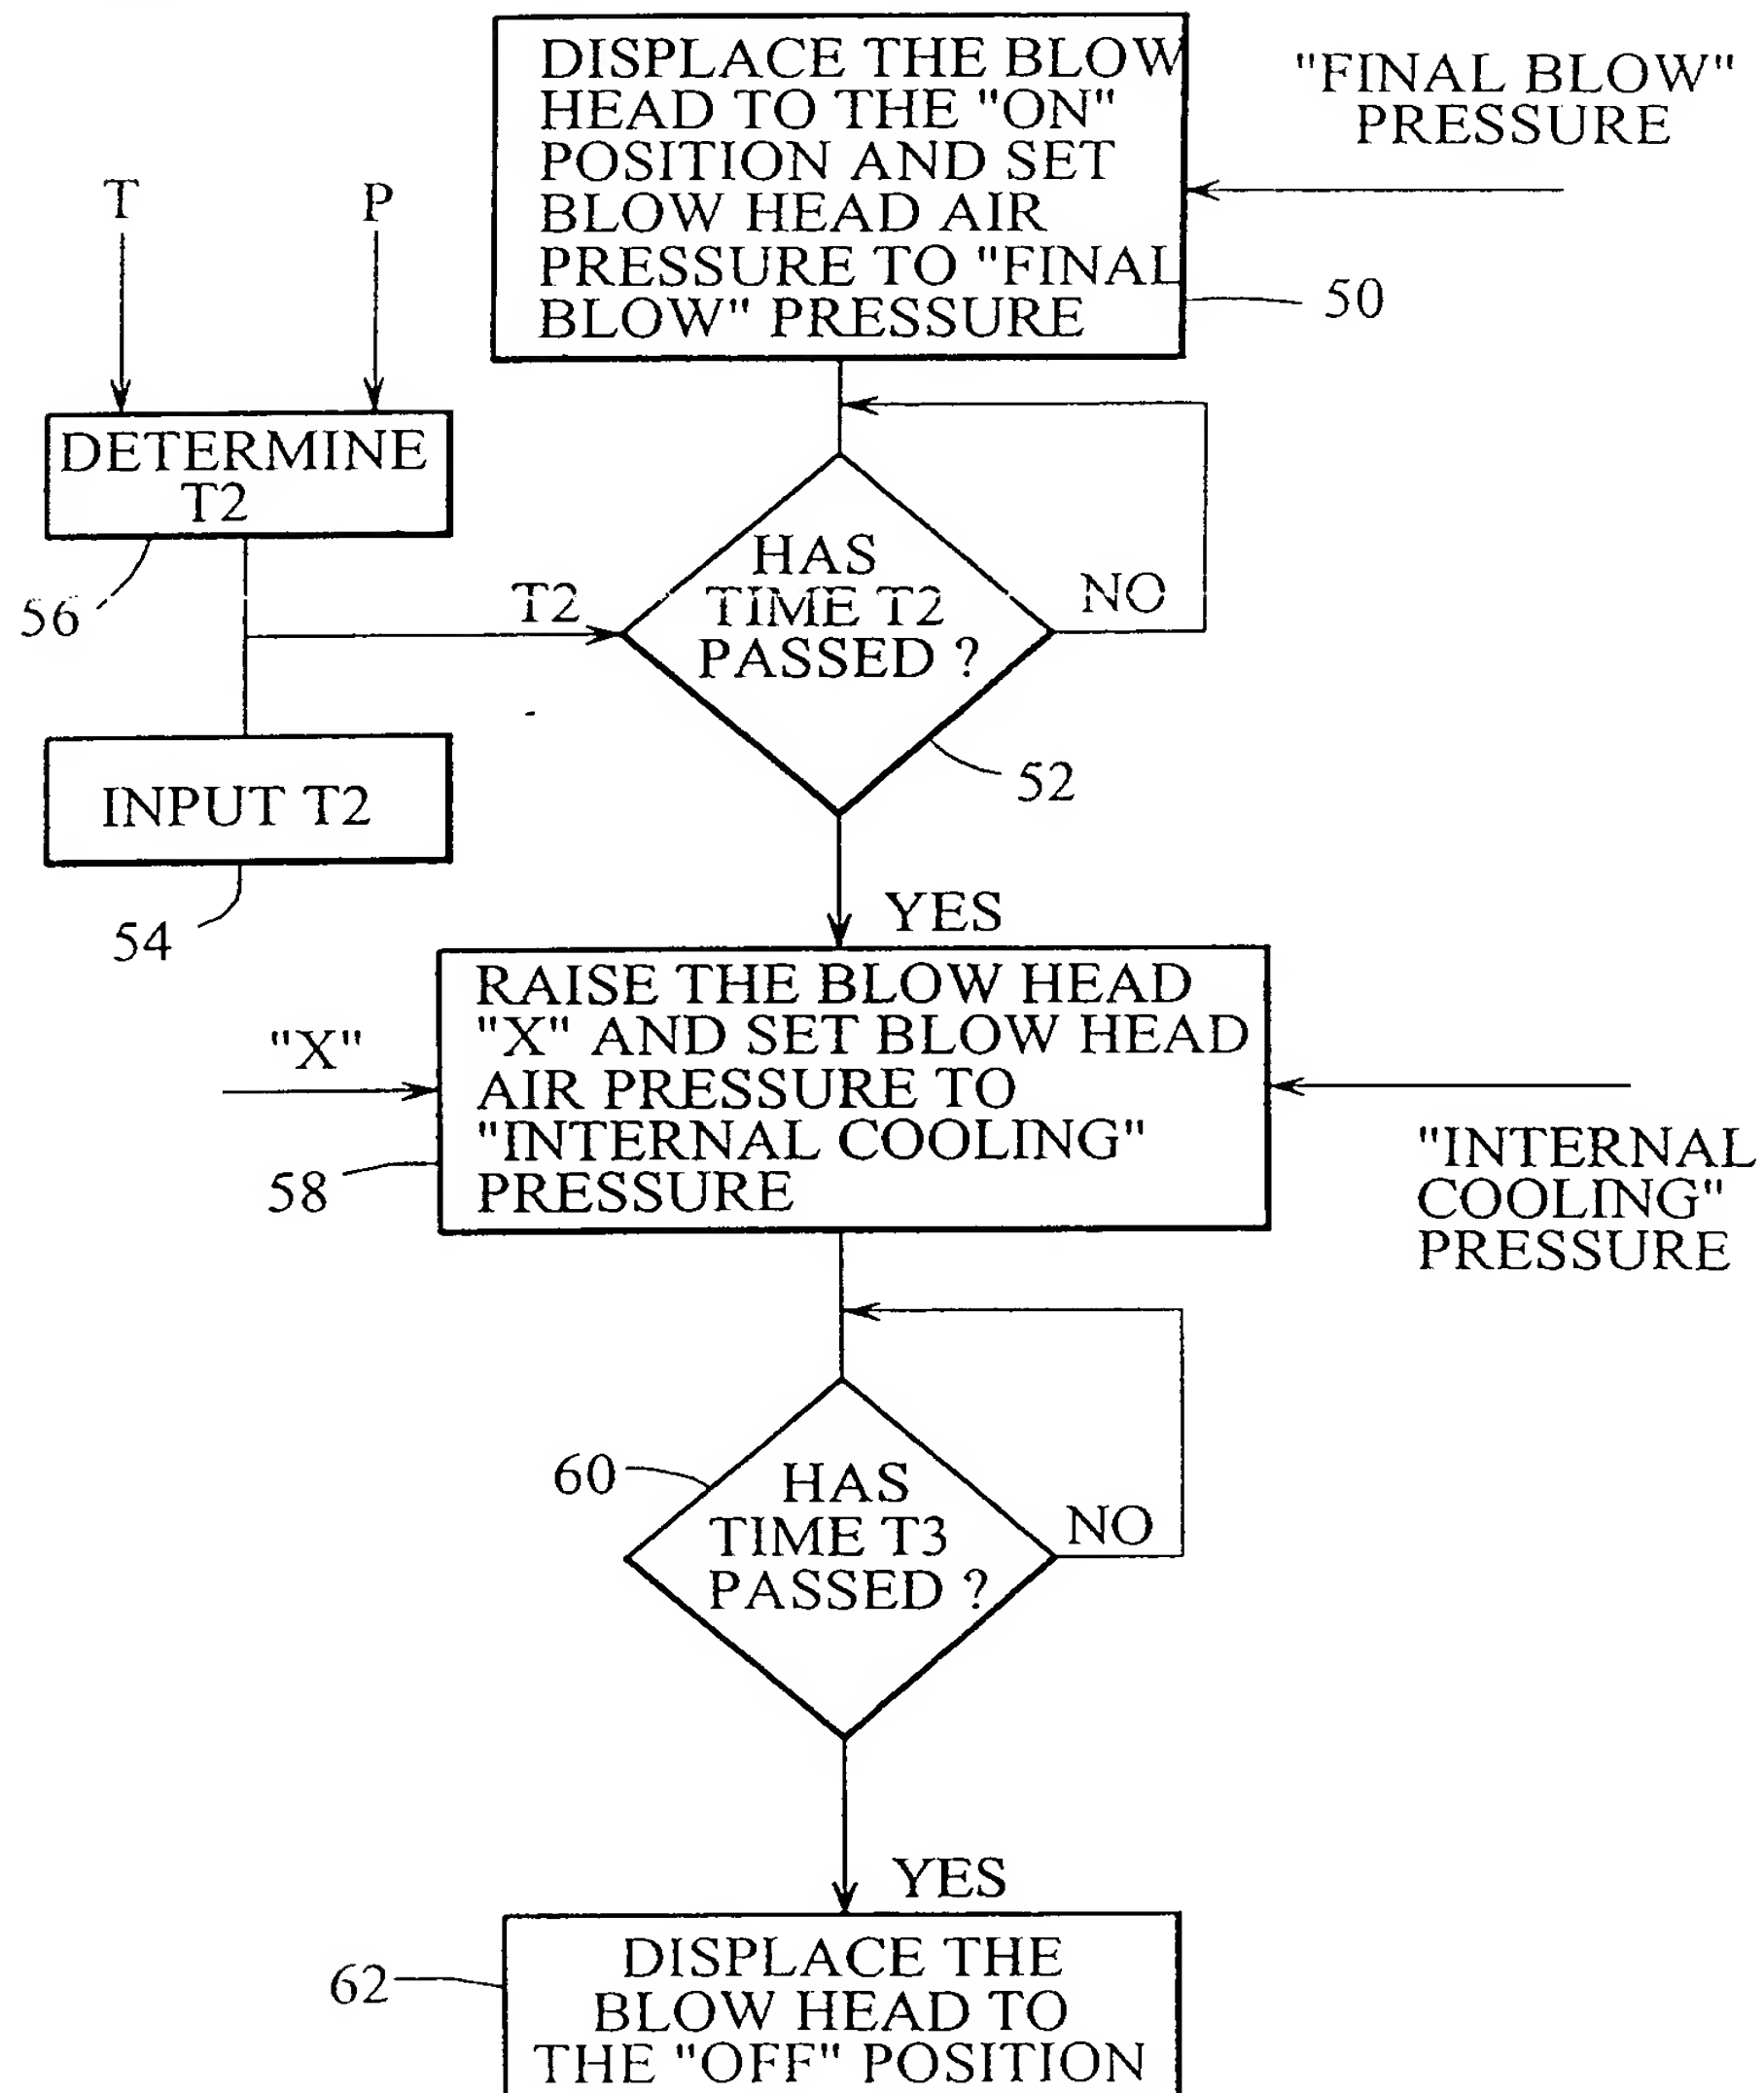 DISPLACE THE BLOW
HEAD TO THE "ON"
POSITION AND SET
BLOW HEAD AIR
PRESSURE TO "FINAL
BLOW" PRESSURE
"FINAL BLOW"
PRESSURE
50
T
P
DETERMINE
T2
56
T2
HAS
TIME T2
PASSED ?
NO
52
INPUT T2
54
YES
RAISE THE BLOW HEAD
"X" AND SET BLOW HEAD
AIR PRESSURE TO
"INTERNAL COOLING"
PRESSURE
"X"
58
"INTERNAL
COOLING"
PRESSURE
60
HAS
TIME T3
PASSED ?
NO
YES
62
DISPLACE THE
BLOW HEAD TO
THE "OFF" POSITION